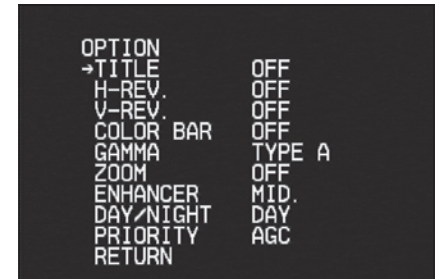 OPTION
→TITLE OFF
H-REV. OFF
V-REV. OFF
COLOR BAR OFF
GAMMA TYPE A
ZOOM OFF
ENHANCER MID.
DAY/NIGHT DAY
PRIORITY AGC
RETURN